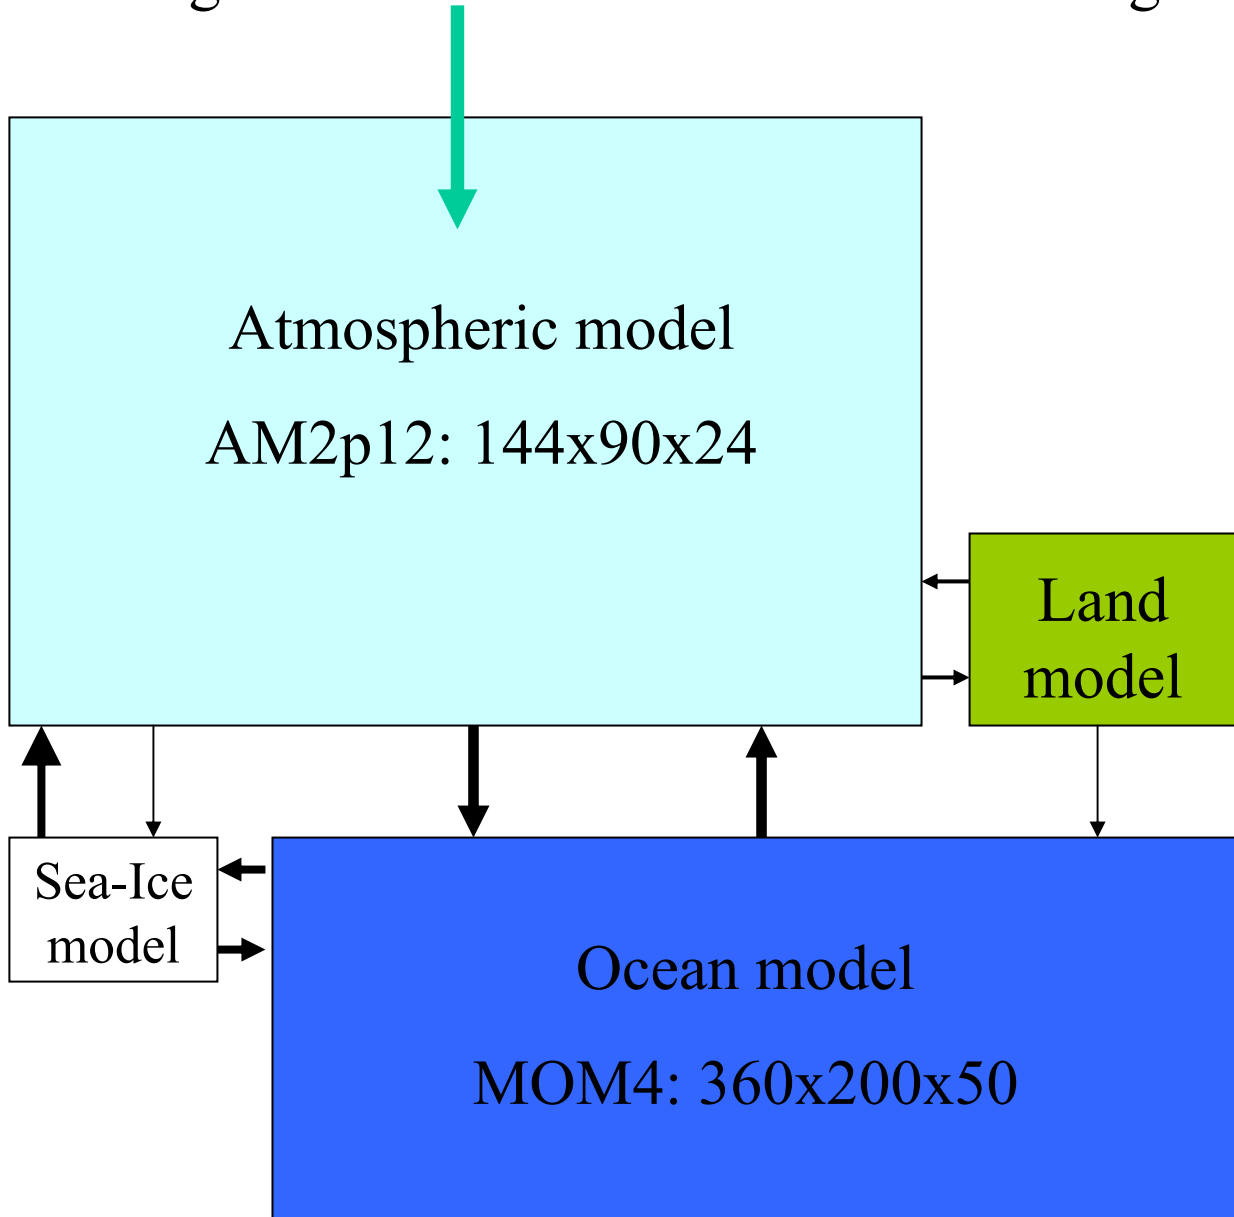 Atmospheric model
AM2p12: 144x90x24
Land
model
Sea-Ice
model
Ocean model
MOM4: 360x200x50